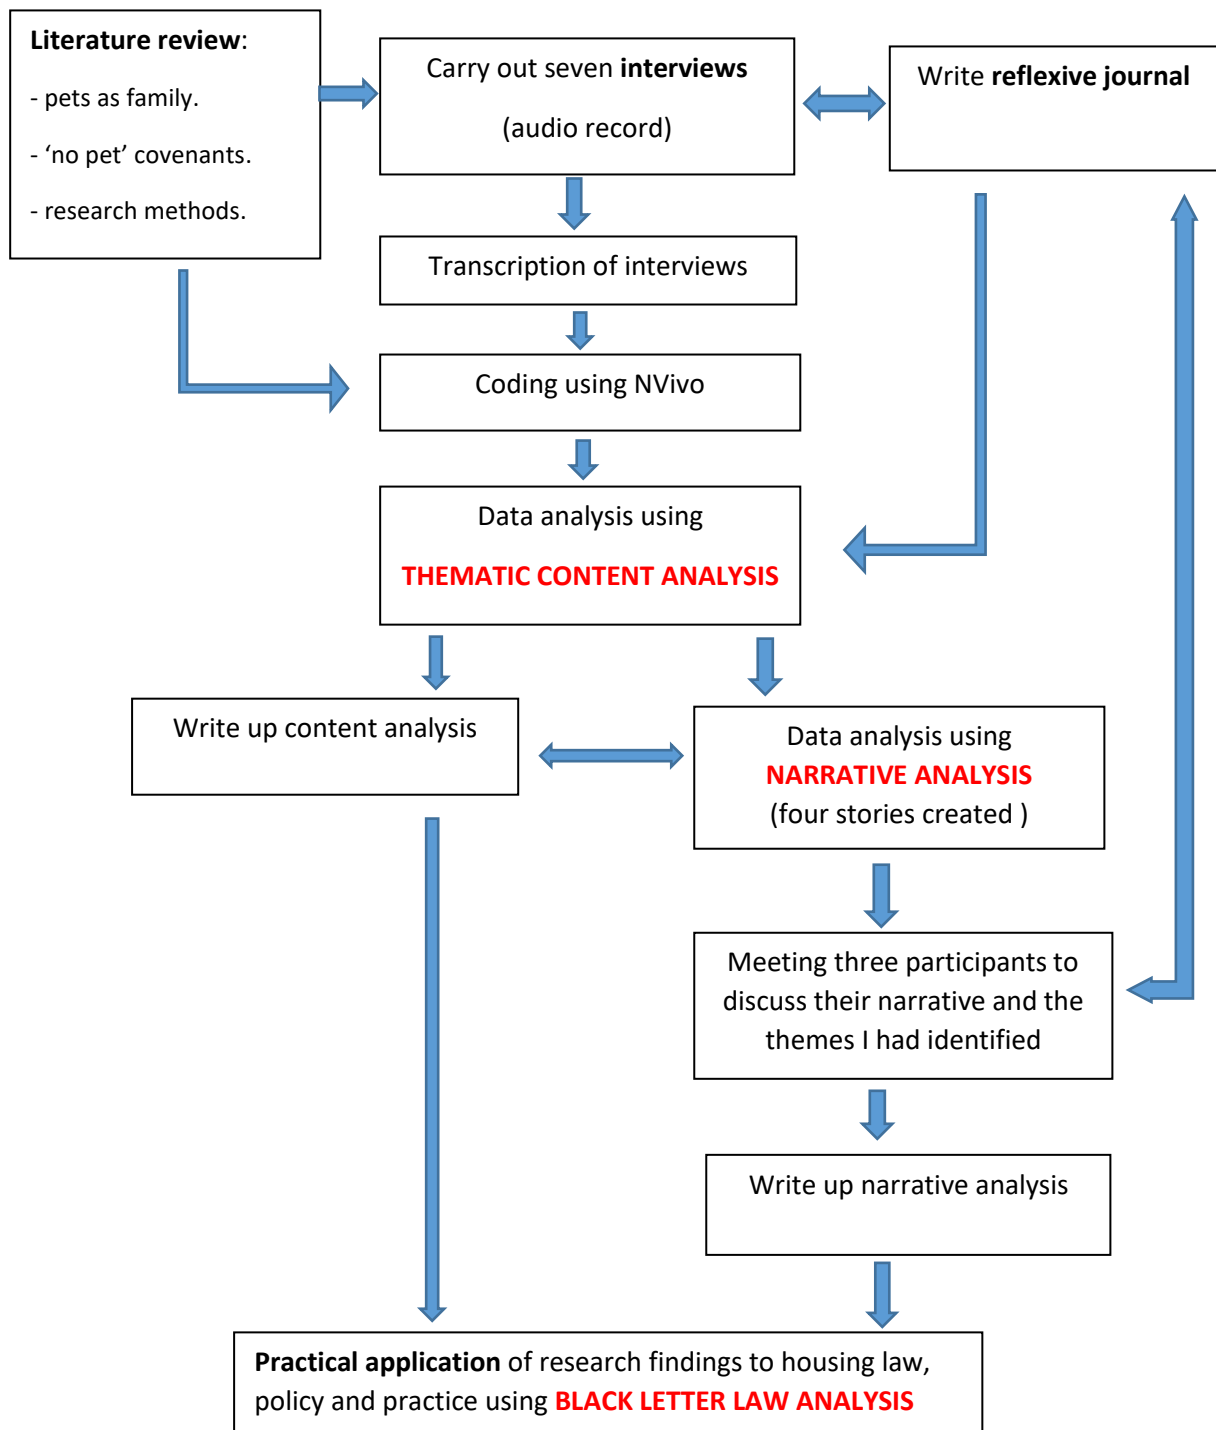 Literature review:
- pets as family.
- ‘no pet’ covenants.
- research methods.
Carry out seven interviews
(audio record)
Write reflexive journal
Transcription of interviews
Coding using NVivo
Data analysis using
THEMATIC CONTENT ANALYSIS
Write up content analysis
Data analysis using
NARRATIVE ANALYSIS
(four stories created )
Meeting three participants to
discuss their narrative and the
themes I had identified
Write up narrative analysis
Practical application of research findings to housing law,
policy and practice using BLACK LETTER LAW ANALYSIS